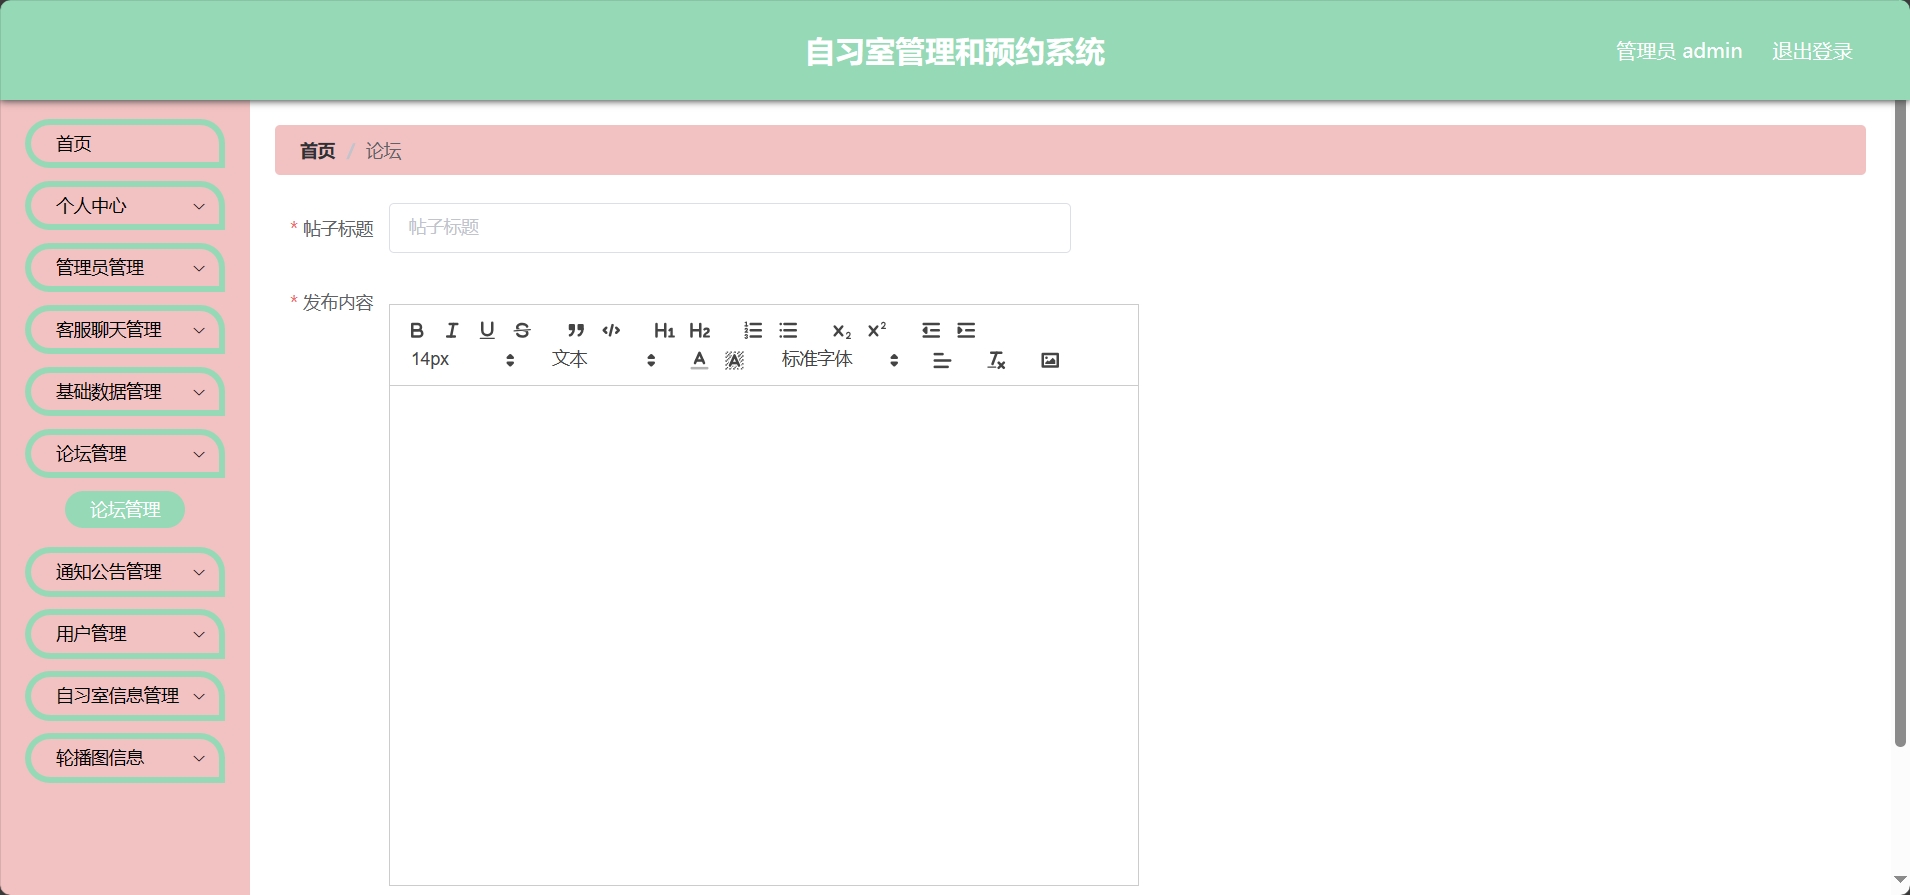 自习室管理和预约系统
管理员 admin 退出登录
首页
个人中心
管理员管理
客服聊天管理
基础数据管理
论坛管理
论坛管理
通知公告管理
用户管理
自习室信息管理
轮播图信息
首页 / 论坛
* 帖子标题 帖子标题
* 发布内容
B I U S H1 H2 X2 X2
14px 文本 A A 标准字体 Tx